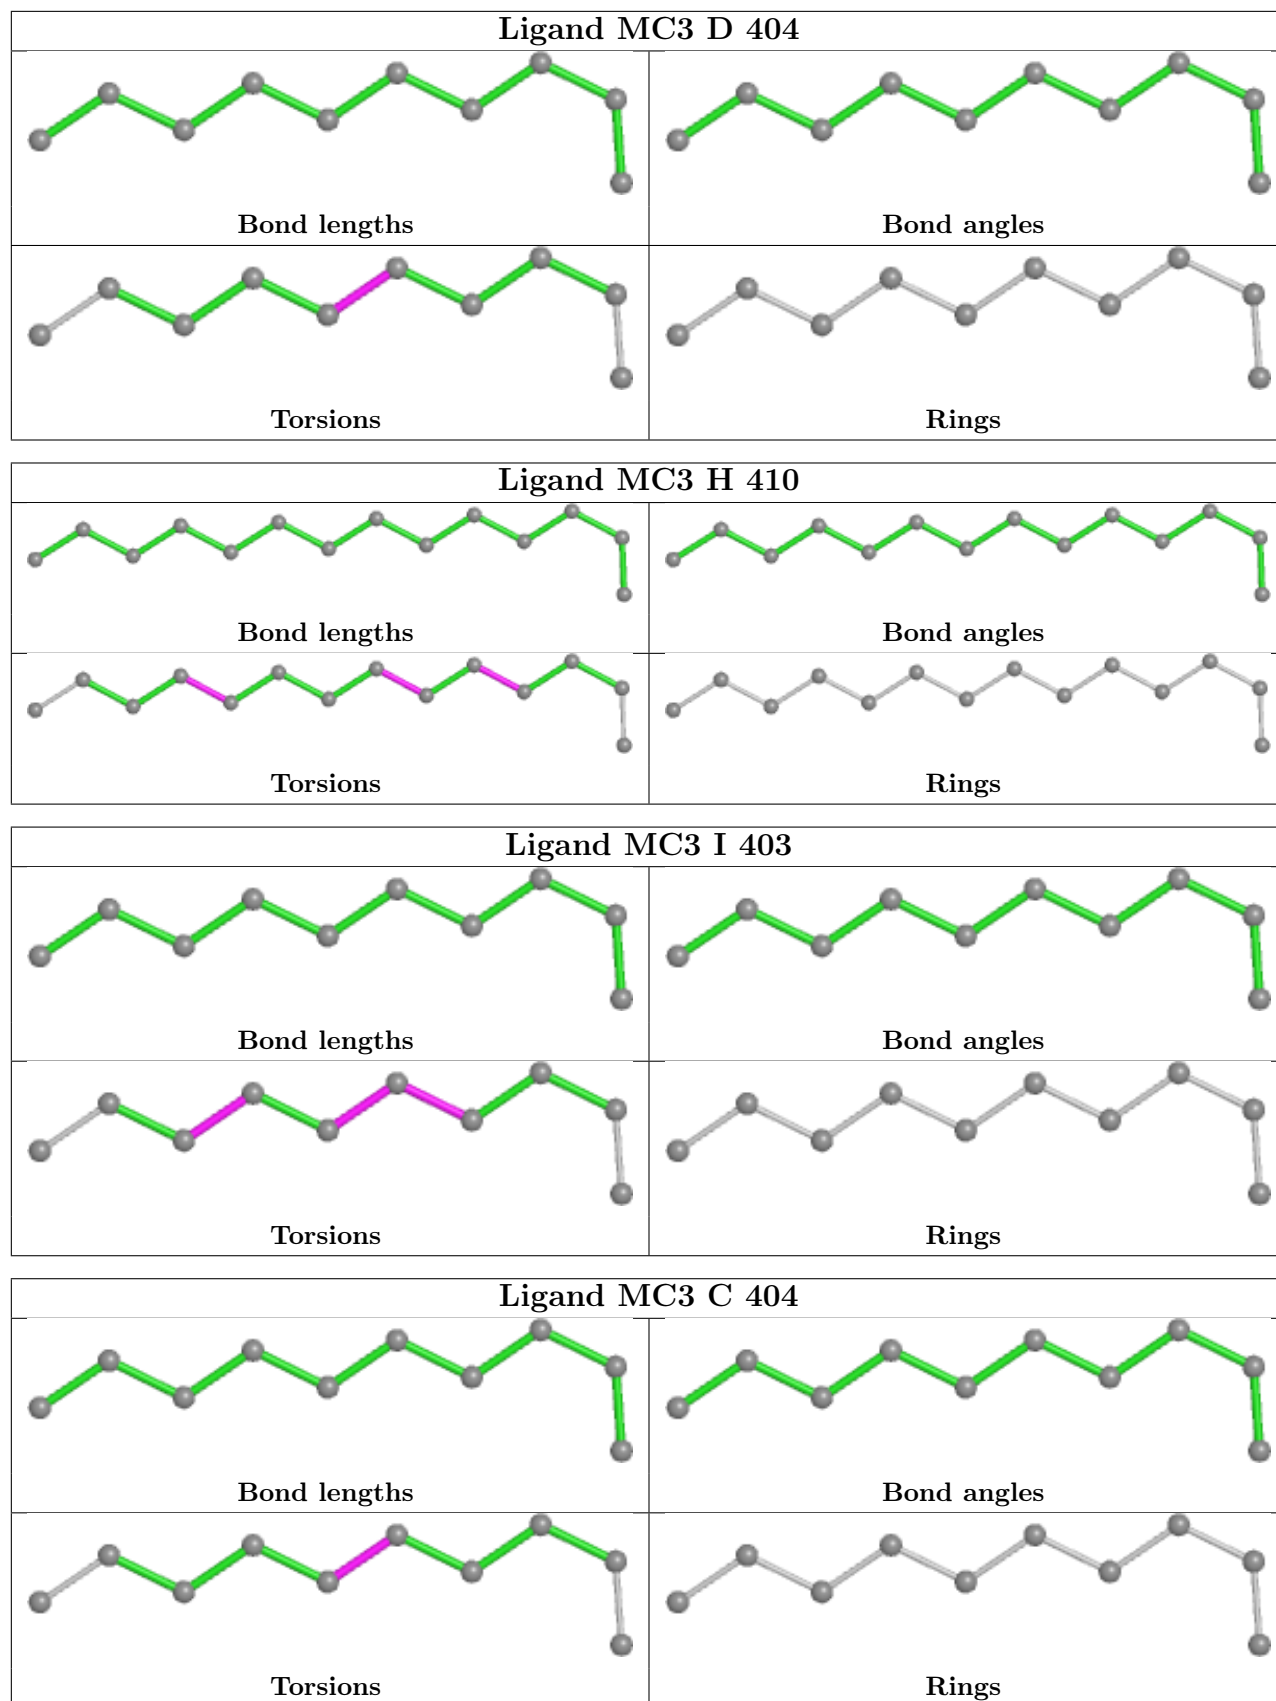 Ligand MC3 D 404
Bond lengths
Bond angles
Torsions
Rings
Ligand MC3 H 410
Bond lengths
Bond angles
Torsions
Rings
Ligand MC3 I 403
Bond lengths
Bond angles
Torsions
Rings
Ligand MC3 C 404
Bond lengths
Bond angles
Torsions
Rings